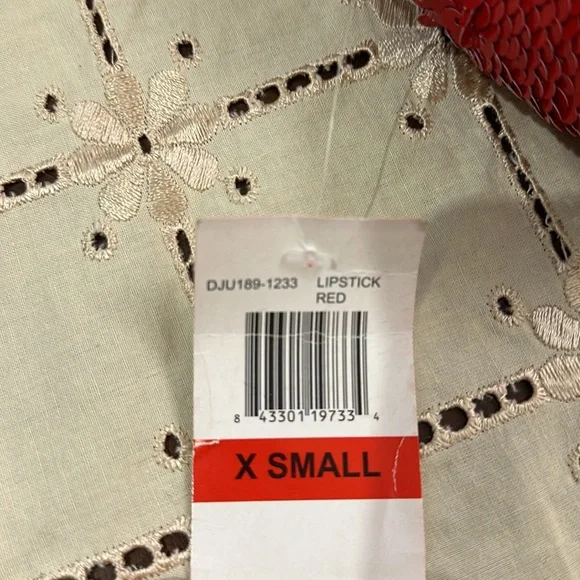 DJU189-1233 LIPSTICK
RED
8 43301 19733 4
X SMALL